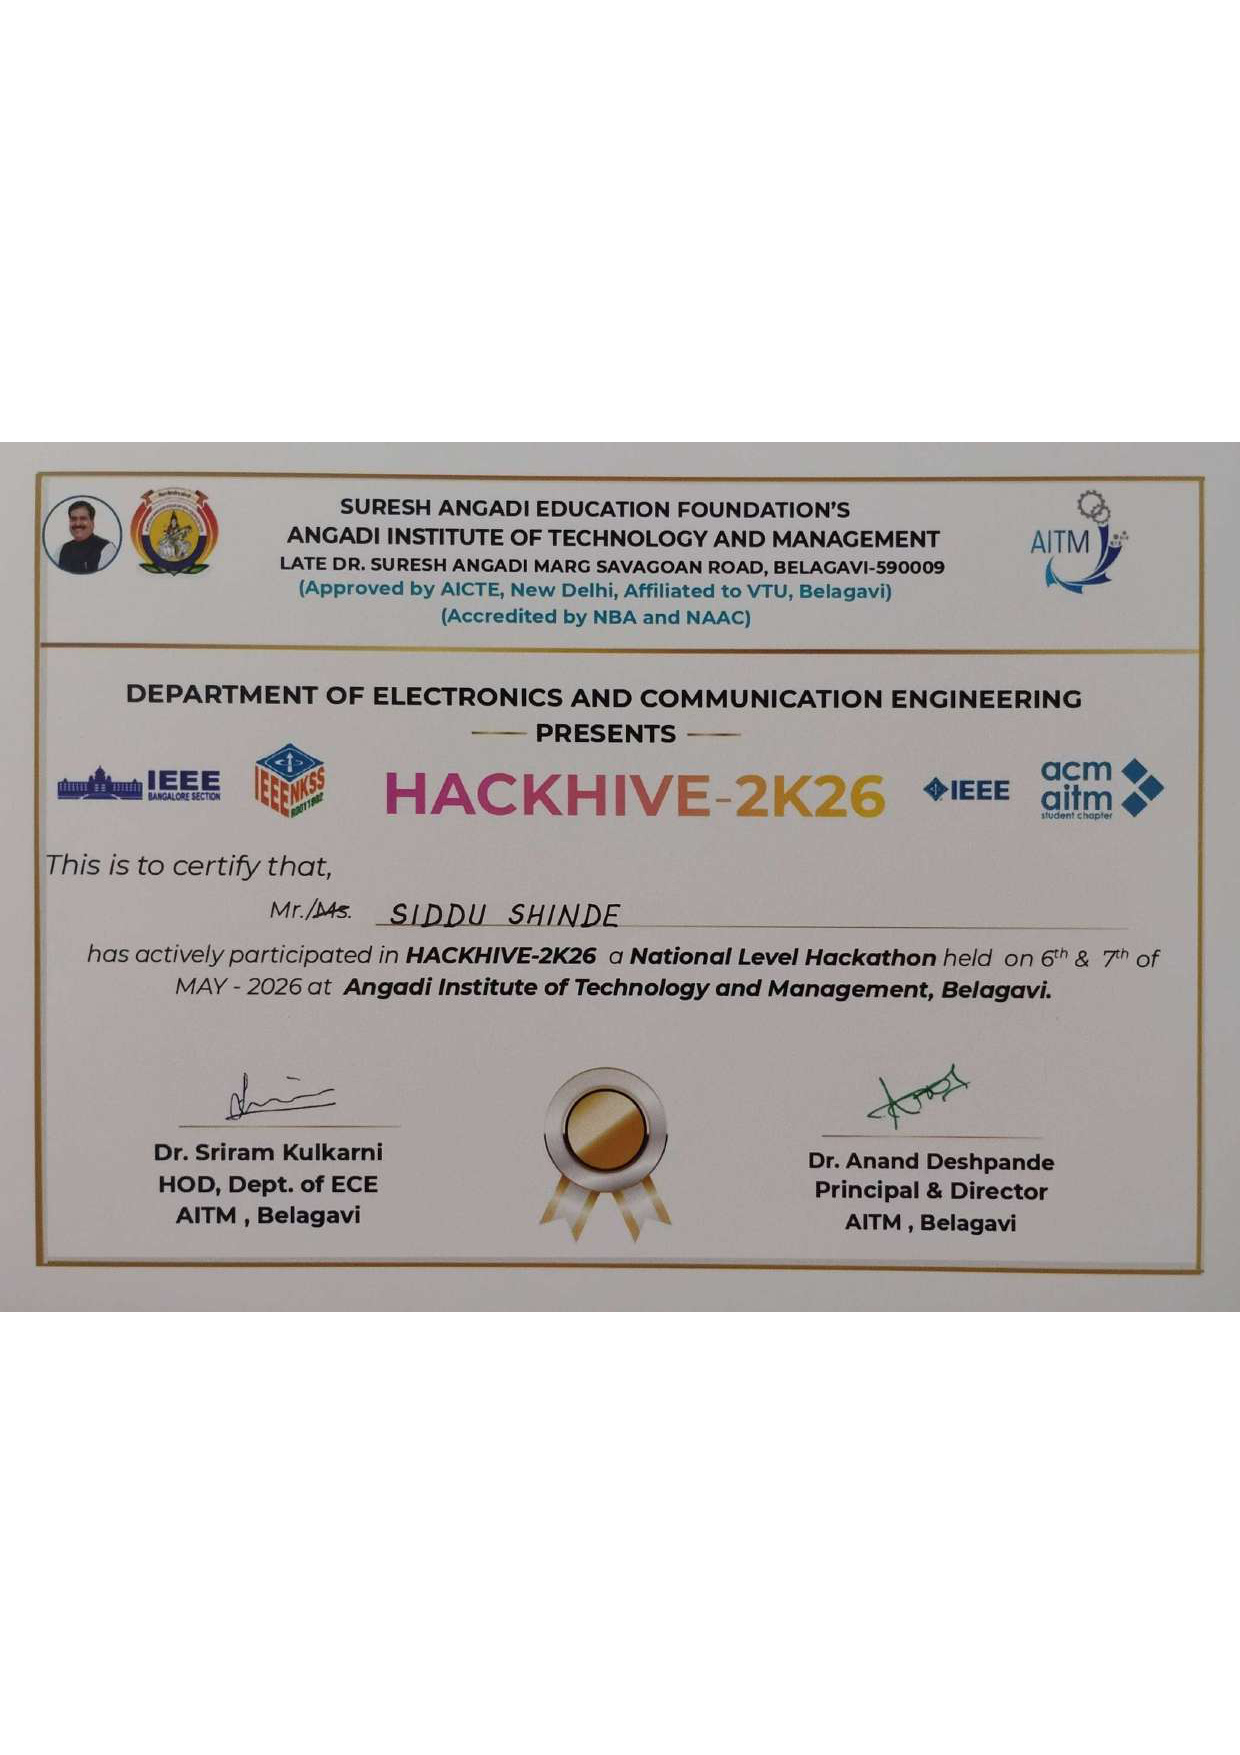 SURESH ANGADI EDUCATION FOUNDATION'S
ANGADI INSTITUTE OF TECHNOLOGY AND MANAGEMENT
LATE DR. SURESH ANGADI MARG SAVAGOAN ROAD, BELAGAVI-590009
(Approved by AICTE, New Delhi, Affiliated to VTU, Belagavi)
(Accredited by NBA and NAAC)
AITM
DEPARTMENT OF ELECTRONICS AND COMMUNICATION ENGINEERING
PRESENTS
IEEE
BANGALORE SECTION
IEEE NKSS
HACKHIVE-2K26
IEEE
acm
aitm
student chapter
This is to certify that,
Mr./Ms. SIDDU SHINDE
has actively participated in HACKHIVE-2K26 a National Level Hackathon held on 6th & 7th of
MAY - 2026 at Angadi Institute of Technology and Management, Belagavi.
Dr. Sriram Kulkarni
HOD, Dept. of ECE
AITM , Belagavi
Dr. Anand Deshpande
Principal & Director
AITM , Belagavi